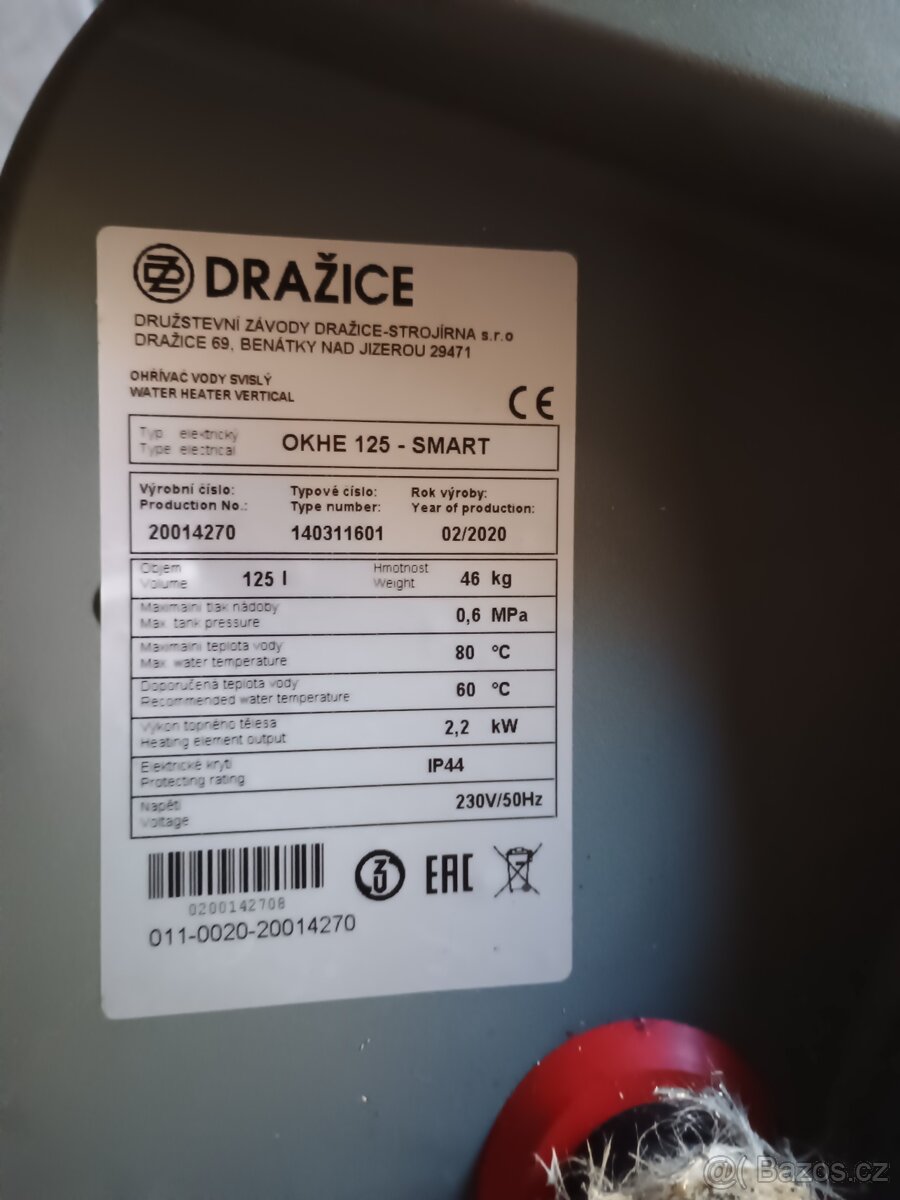 DRAŽICE
DRUŽSTEVNÍ ZÁVODY DRAŽICE-STROJÍRNA s.r.o
DRAŽICE 69, BENÁTKY NAD JIZEROU 29471
OHŘÍVAČ VODY SVISLÝ
WATER HEATER VERTICAL
CE
Typ elektrický
Type electrical
OKHE 125 - SMART
Výrobní číslo: Typové číslo: Rok výroby:
Production No.: Type number: Year of production:
20014270 140311601 02/2020
Objem Hmotnost
Volume 125 l Weight 46 kg
Maximální tlak nádoby
Max. tank pressure
0,6 MPa
Maximální teplota vody
Max. water temperature
80 °C
Doporučená teplota vody
Recommended water temperature
60 °C
Výkon topného tělesa
Heating element output
2,2 kW
Elektrické krytí
Protecting rating
IP44
Napětí
Voltage
230V/50Hz
EAC
0200142708
011-0020-20014270
@( Bazos.cz